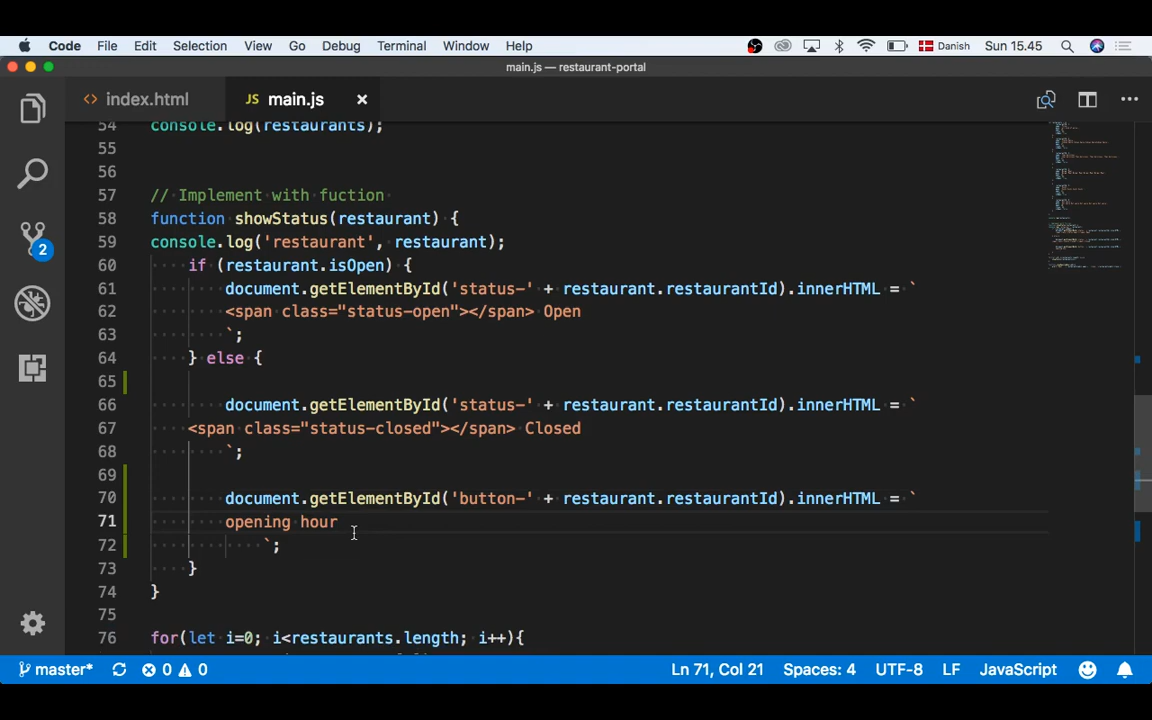 Code File Edit Selection View Go Debug Terminal Window Help Danish Sun 15.45
main.js — restaurant-portal
<> index.html JS main.js ×
54 console.log(restaurants);
55
56
57 // Implement with fuction
58 function showStatus(restaurant) {
59 console.log('restaurant', restaurant);
60 if (restaurant.isOpen) {
61 document.getElementById('status-' + restaurant.restaurantId).innerHTML = `
62 <span class="status-open"></span> Open
63 `;
64 } else {
65
66 document.getElementById('status-' + restaurant.restaurantId).innerHTML = `
67 <span class="status-closed"></span> Closed
68 `;
69
70 document.getElementById('button-' + restaurant.restaurantId).innerHTML = `
71 opening hour
72 `;
73 }
74 }
75
76 for(let i=0; i<restaurants.length; i++){
2
master* 0 0 Ln 71, Col 21 Spaces: 4 UTF-8 LF JavaScript